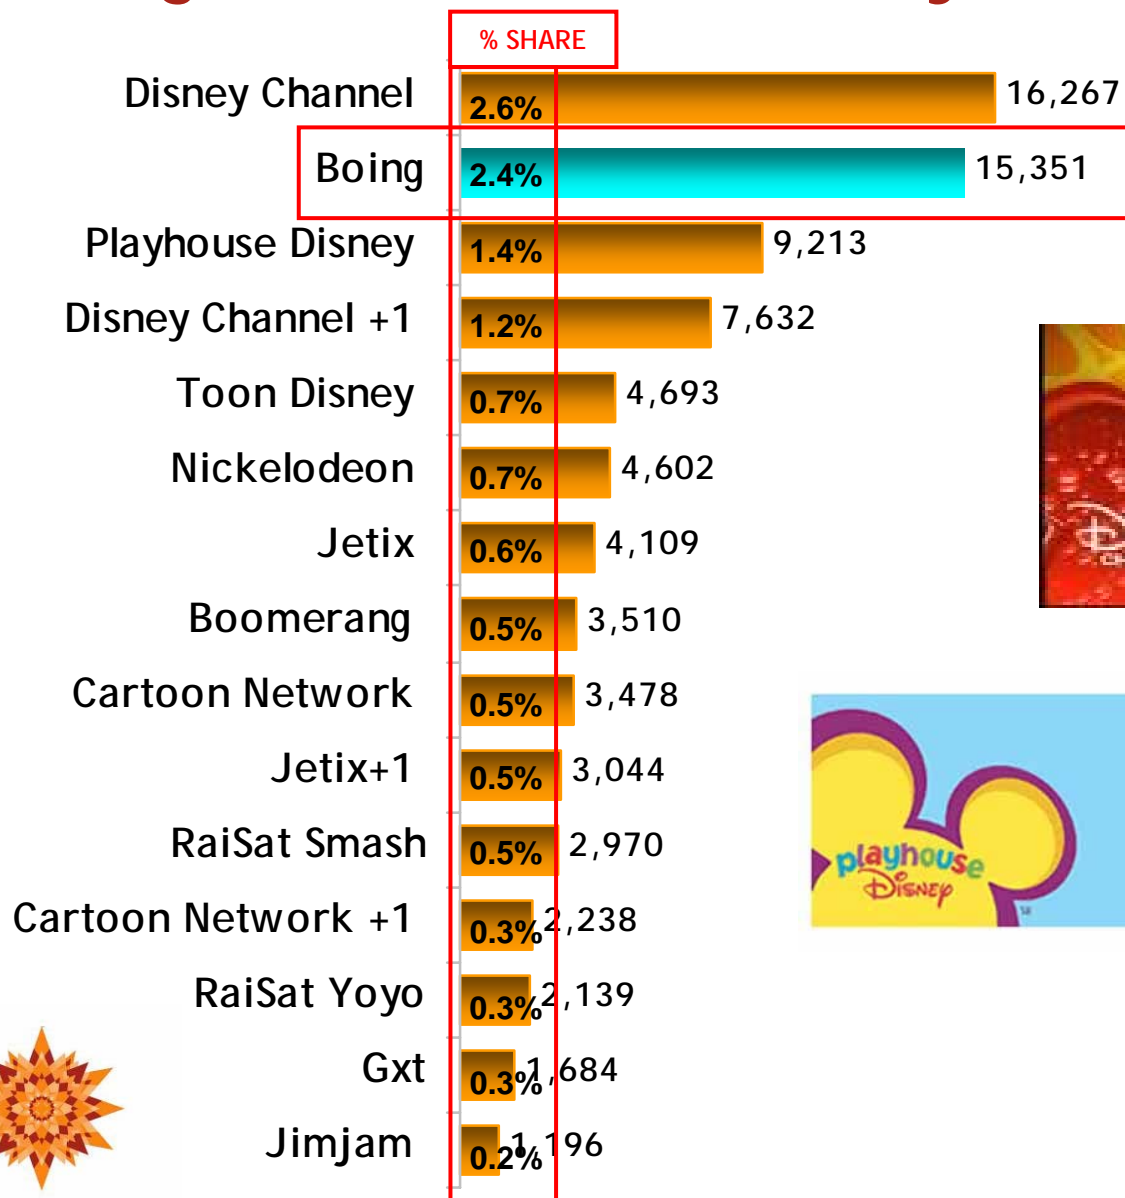 % SHARE
Disney Channel 2.6% 16,267
Boing 2.4% 15,351
Playhouse Disney 1.4% 9,213
Disney Channel +1 1.2% 7,632
Toon Disney 0.7% 4,693
Nickelodeon 0.7% 4,602
Jetix 0.6% 4,109
Boomerang 0.5% 3,510
Cartoon Network 0.5% 3,478
Jetix+1 0.5% 3,044
RaiSat Smash 0.5% 2,970
Cartoon Network +1 0.3% 2,238
RaiSat Yoyo 0.3% 2,139
Gxt 0.3% 1,684
Jimjam 0.2% 1,196
playhouse
Disney